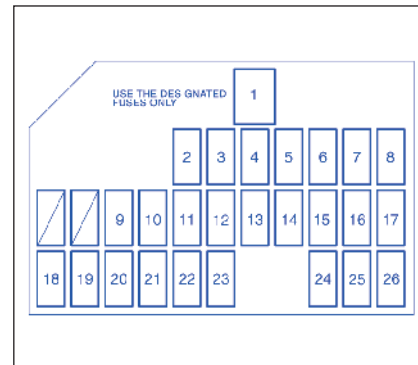 USE THE DES GNATED
FUSES ONLY
1
2 3 4 5 6 7 8
9 10 11 12 13 14 15 16 17
18 19 20 21 22 23 24 25 26